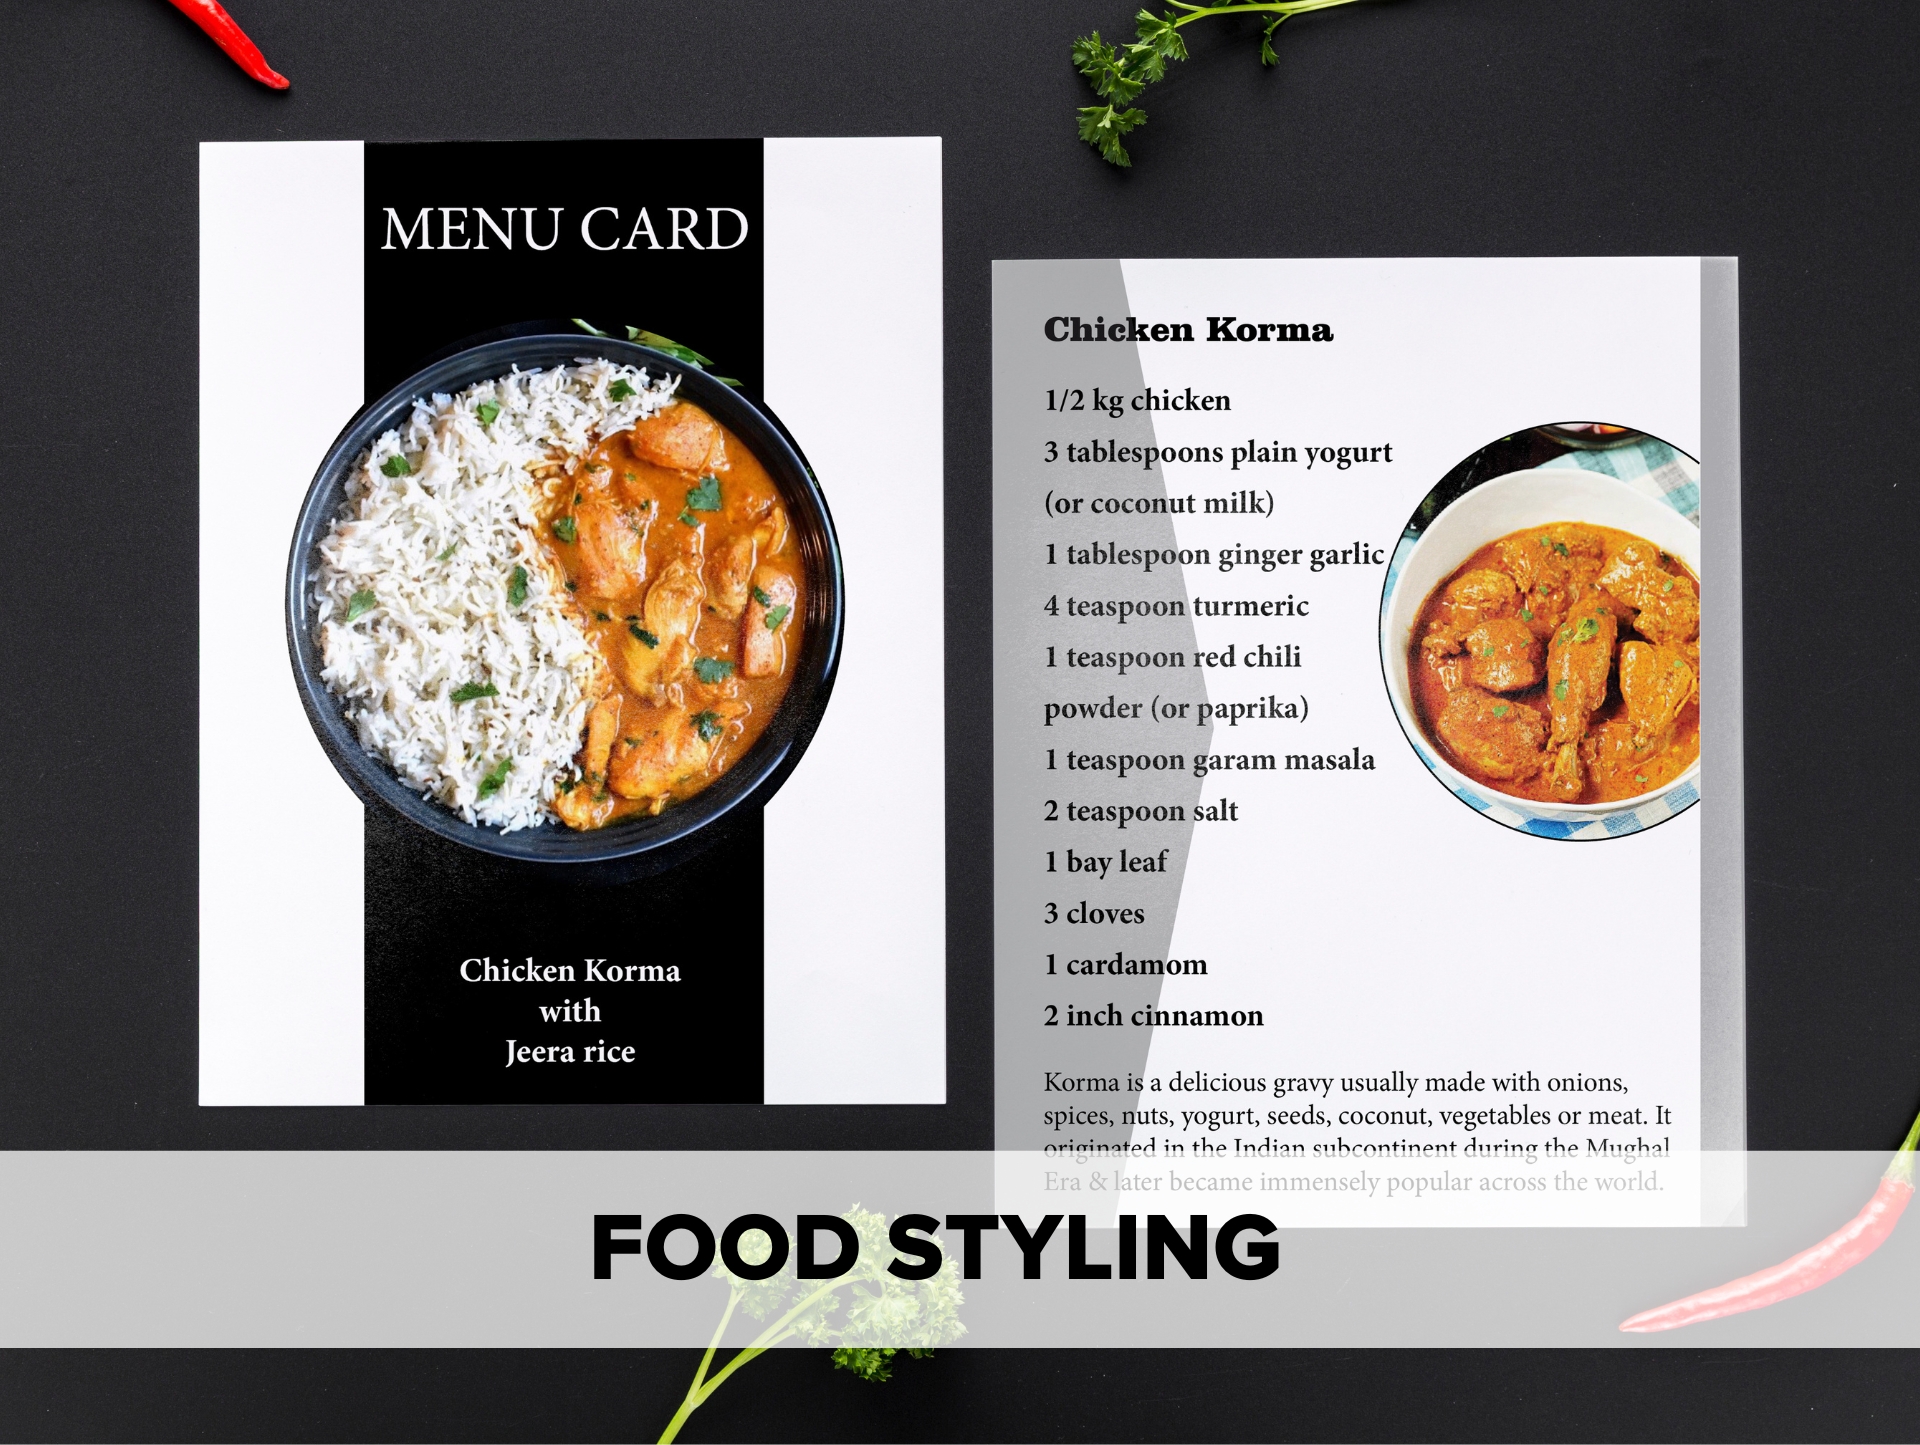 MENU CARD
Chicken Korma
with
Jeera rice
Chicken Korma
1/2 kg chicken
3 tablespoons plain yogurt
(or coconut milk)
1 tablespoon ginger garlic
4 teaspoon turmeric
1 teaspoon red chili
powder (or paprika)
1 teaspoon garam masala
2 teaspoon salt
1 bay leaf
3 cloves
1 cardamom
2 inch cinnamon
Korma is a delicious gravy usually made with onions,
spices, nuts, yogurt, seeds, coconut, vegetables or meat. It
originated in the Indian subcontinent during the Mughal
Era & later became immensely popular across the world.
FOOD STYLING